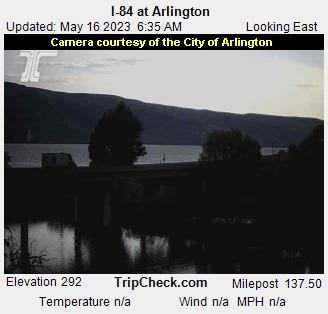 I-84 at Arlington
Updated: May 16 2023 6:35 AM Looking East
Camera courtesy of the City of Arlington
Elevation 292 TripCheck.com Milepost 137.50
Temperature n/a Wind n/a MPH n/a